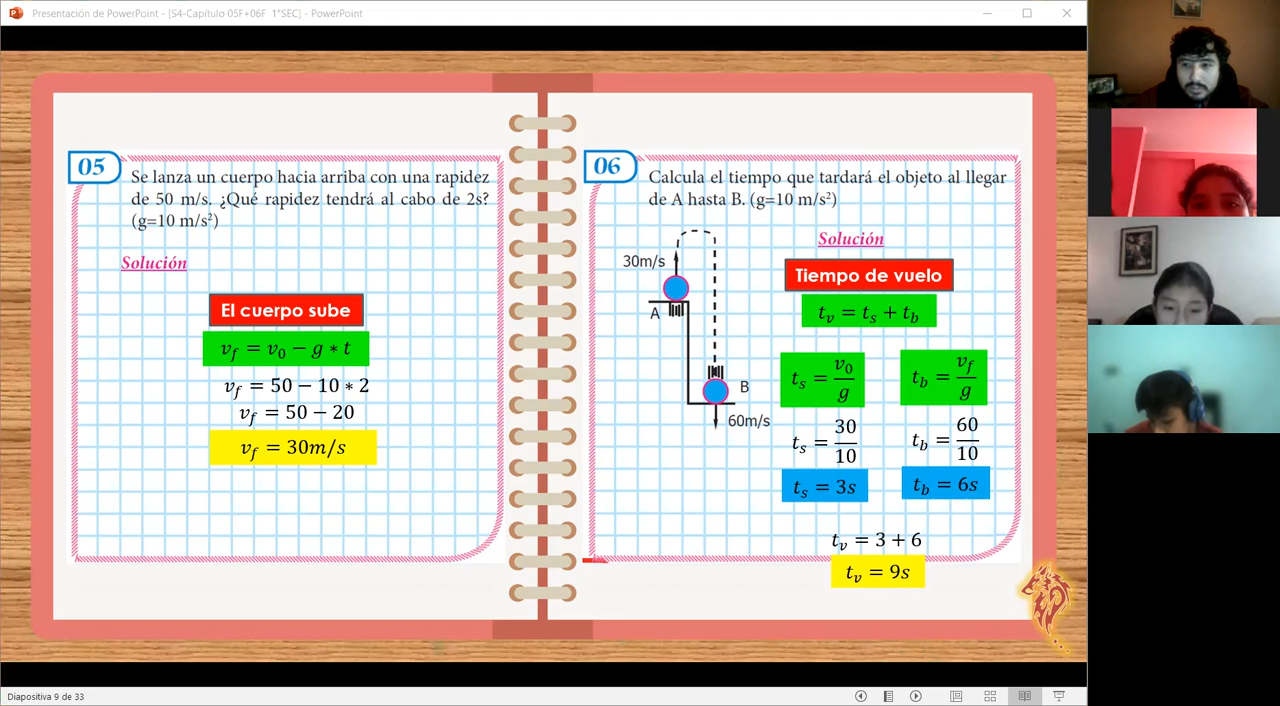 Presentación de PowerPoint - [S4-Capítulo 05F+06F 1°SEC] - PowerPoint
05
Se lanza un cuerpo hacia arriba con una rapidez
de 50 m/s. ¿Qué rapidez tendrá al cabo de 2s?
(g=10 m/s²)
Solución
El cuerpo sube
v_f = v_0 − g * t
v_f = 50 − 10 * 2
v_f = 50 − 20
v_f = 30m/s
06
Calcula el tiempo que tardará el objeto al llegar
de A hasta B. (g=10 m/s²)
30m/s
A
B
60m/s
Solución
Tiempo de vuelo
t_v = t_s + t_b
t_s = v_0/g
t_b = v_f/g
t_s = 30/10
t_b = 60/10
t_s = 3s
t_b = 6s
t_v = 3 + 6
t_v = 9s
Diapositiva 9 de 33